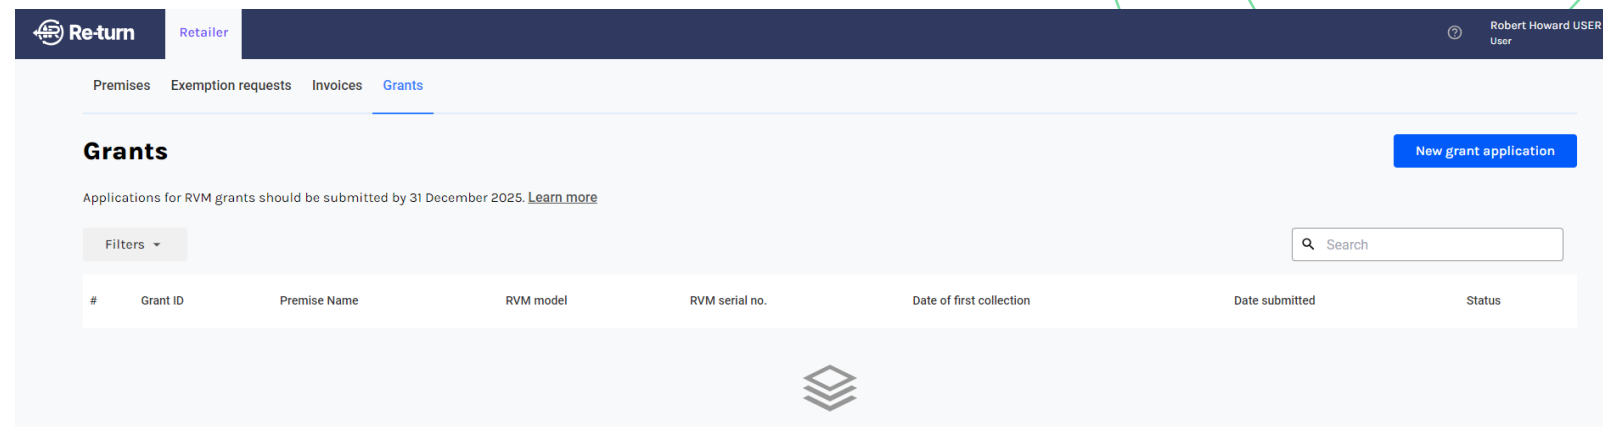 Re-turn
Retailer
Robert Howard USER
User
Premises Exemption requests Invoices Grants
Grants
New grant application
Applications for RVM grants should be submitted by 31 December 2025. Learn more
Filters
Search
# Grant ID Premise Name RVM model RVM serial no. Date of first collection Date submitted Status